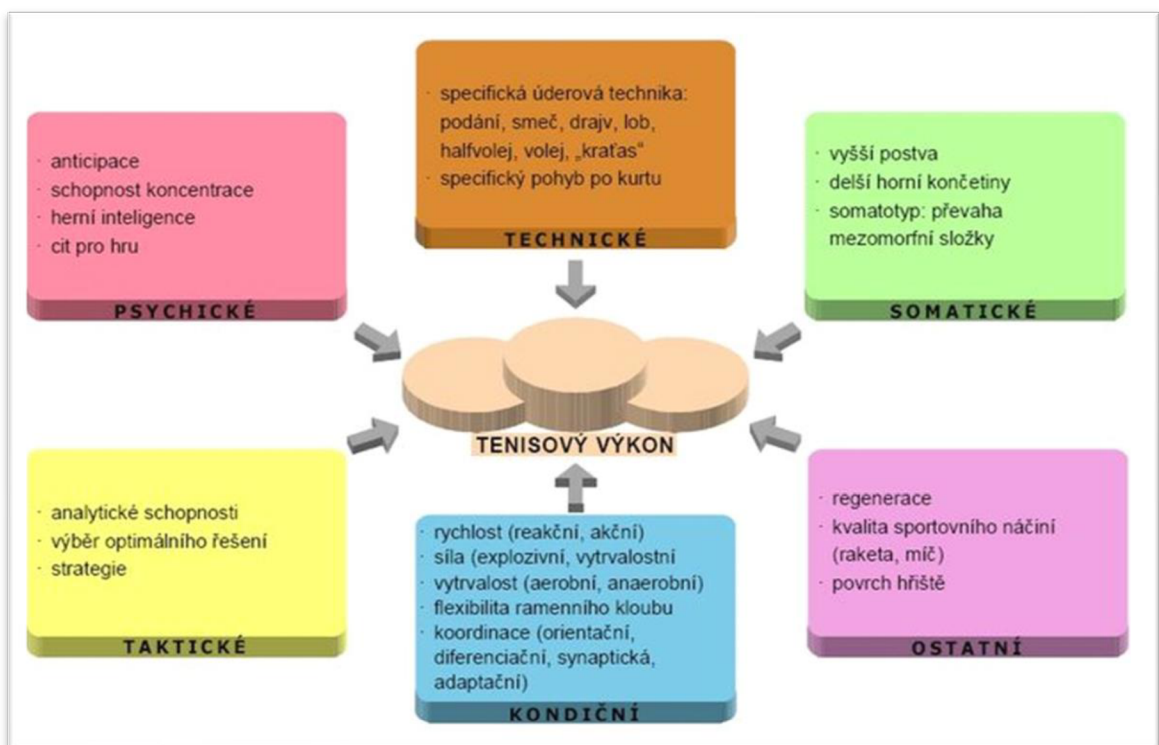 · anticipace
· schopnost koncentrace
· herní inteligence
· cit pro hru
PSYCHICKÉ
· specifická úderová technika:
podání, smeč, drajv, lob,
halfvolej, volej, „kraťas“
· specifický pohyb po kurtu
TECHNICKÉ
· vyšší postva
· delší horní končetiny
· somatotyp: převaha
mezomorfní složky
SOMATICKÉ
TENISOVÝ VÝKON
· analytické schopnosti
· výběr optimálního řešení
· strategie
TAKTICKÉ
· rychlost (reakční, akční)
· síla (explozivní, vytrvalostní
· vytrvalost (aerobní, anaerobní)
· flexibilita ramenního kloubu
· koordinace (orientační,
diferenciační, synaptická,
adaptační)
KONDIČNÍ
· regenerace
· kvalita sportovního náčíní
(raketa, míč)
· povrch hřiště
OSTATNÍ